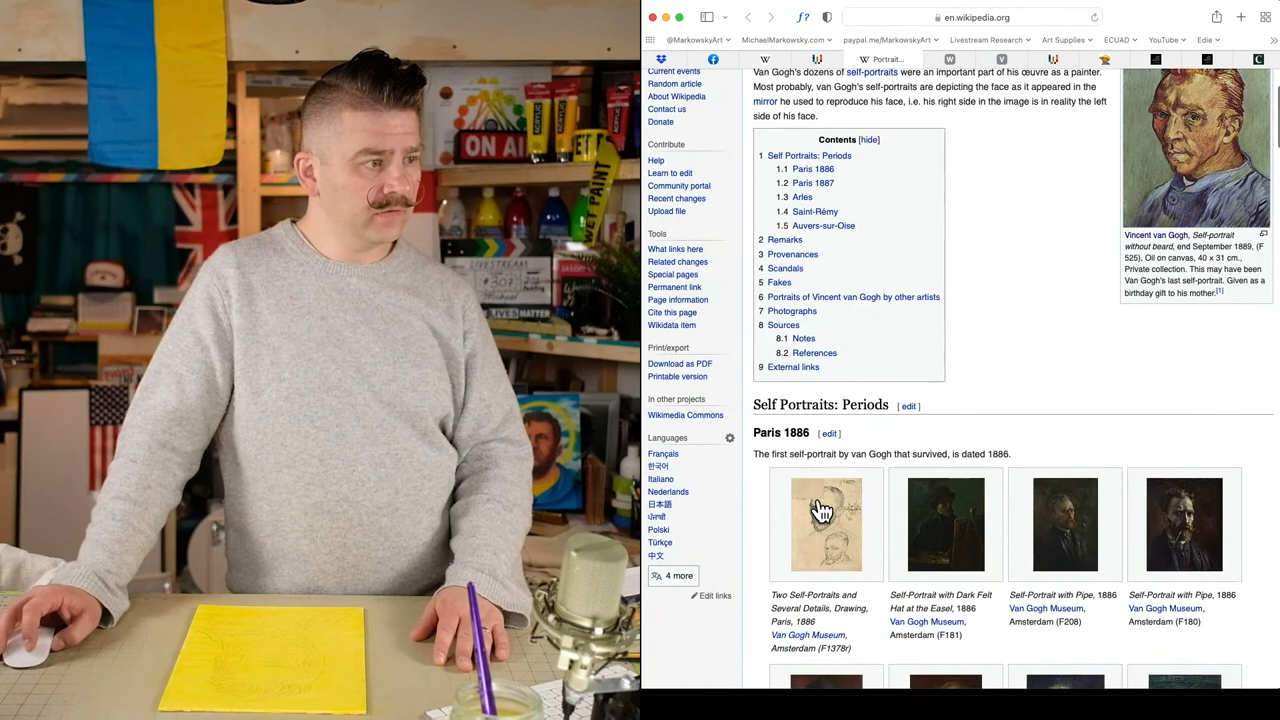 ON AIR
WET PAINT
ACRYLIC
ACRYLIC
LIVESTREAM
#307
JASON
f?
en.wikipedia.org
@MarkowskyArt
MichaelMarkowsky.com
paypal.me/MarkowskyArt
Livestream Research
Art Supplies
ECUAD
YouTube
Edie
W
W
Portrait...
W
V
C
Van Gogh's dozens of self-portraits were an important part of his œuvre as a painter.
Most probably, van Gogh's self-portraits are depicting the face as it appeared in the
mirror he used to reproduce his face, i.e. his right side in the image is in reality the left
side of his face.
Current events
Random article
About Wikipedia
Contact us
Donate
Contribute
Help
Learn to edit
Community portal
Recent changes
Upload file
Tools
What links here
Related changes
Special pages
Permanent link
Page information
Cite this page
Wikidata item
Print/export
Download as PDF
Printable version
In other projects
Wikimedia Commons
Languages
Français
한국어
Italiano
Nederlands
日本語
ਪੰਜਾਬੀ
Polski
Türkçe
中文
4 more
Edit links
Contents [hide]
1 Self Portraits: Periods
1.1 Paris 1886
1.2 Paris 1887
1.3 Arles
1.4 Saint-Rémy
1.5 Auvers-sur-Oise
2 Remarks
3 Provenances
4 Scandals
5 Fakes
6 Portraits of Vincent van Gogh by other artists
7 Photographs
8 Sources
8.1 Notes
8.2 References
9 External links
Vincent van Gogh, Self-portrait
without beard, end September 1889, (F
525), Oil on canvas, 40 × 31 cm.,
Private collection. This may have been
Van Gogh's last self-portrait. Given as a
birthday gift to his mother.[1]
Self Portraits: Periods [ edit ]
Paris 1886 [ edit ]
The first self-portrait by van Gogh that survived, is dated 1886.
Two Self-Portraits and
Several Details, Drawing,
Paris, 1886
Van Gogh Museum,
Amsterdam (F1378r)
Self-Portrait with Dark Felt
Hat at the Easel, 1886
Van Gogh Museum,
Amsterdam (F181)
Self-Portrait with Pipe, 1886
Van Gogh Museum,
Amsterdam (F208)
Self-Portrait with Pipe, 1886
Van Gogh Museum,
Amsterdam (F180)